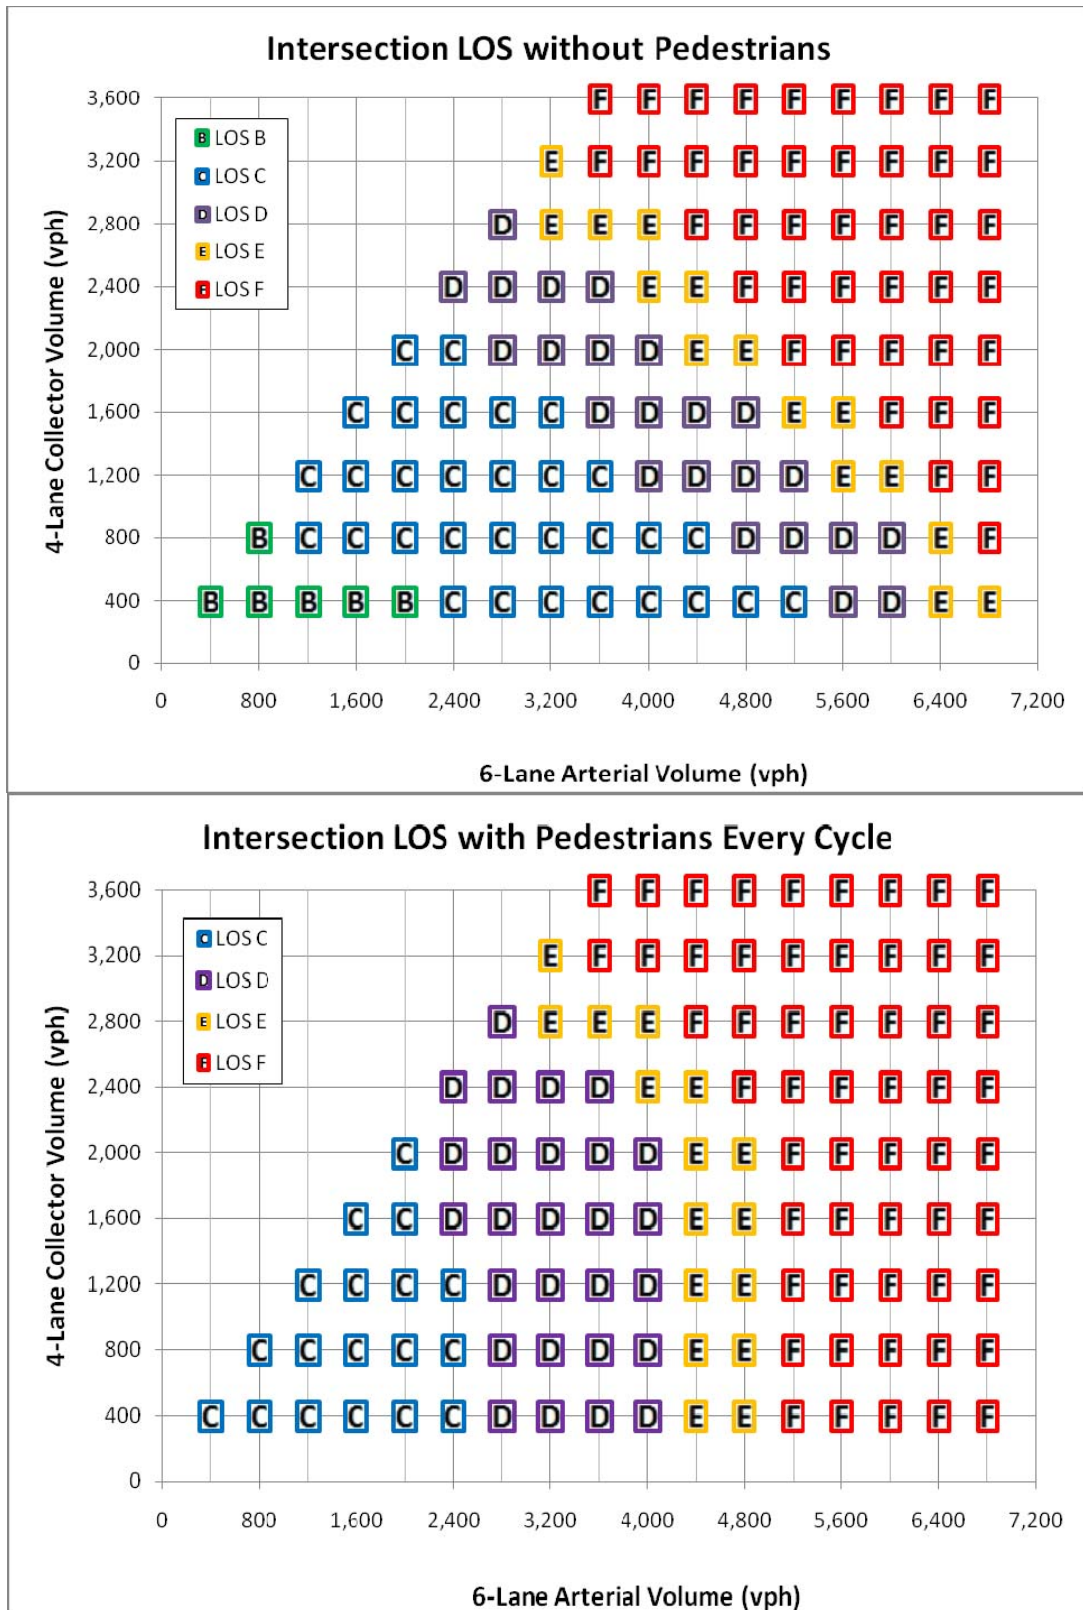 Intersection LOS without Pedestrians
3,600 F F F F F F F F F
B LOS B
3,200 E F F F F F F F F F
C LOS C
2,800 D E E E F F F F F F F
D LOS D
E LOS E
2,400 D D D D E E F F F F F F
F LOS F
2,000 C C D D D D E E F F F F F
1,600 C C C C C D D D D E E F F F
1,200 C C C C C C C D D D D E E F F
800 B C C C C C C C C C D D D D E F
400 B B B B B C C C C C C C C D D E E
0
0 800 1,600 2,400 3,200 4,000 4,800 5,600 6,400 7,200
4-Lane Collector Volume (vph)
6-Lane Arterial Volume (vph)
Intersection LOS with Pedestrians Every Cycle
3,600 F F F F F F F F F
C LOS C
3,200 E F F F F F F F F F
D LOS D
2,800 D E E E F F F F F F F
E LOS E
F LOS F
2,400 D D D D E E F F F F F F
2,000 C D D D D D E E F F F F F
1,600 C C D D D D D E E F F F F F
1,200 C C C C D D D D E E F F F F F
800 C C C C C D D D D E E F F F F F
400 C C C C C C D D D D E E F F F F F
0
0 800 1,600 2,400 3,200 4,000 4,800 5,600 6,400 7,200
4-Lane Collector Volume (vph)
6-Lane Arterial Volume (vph)